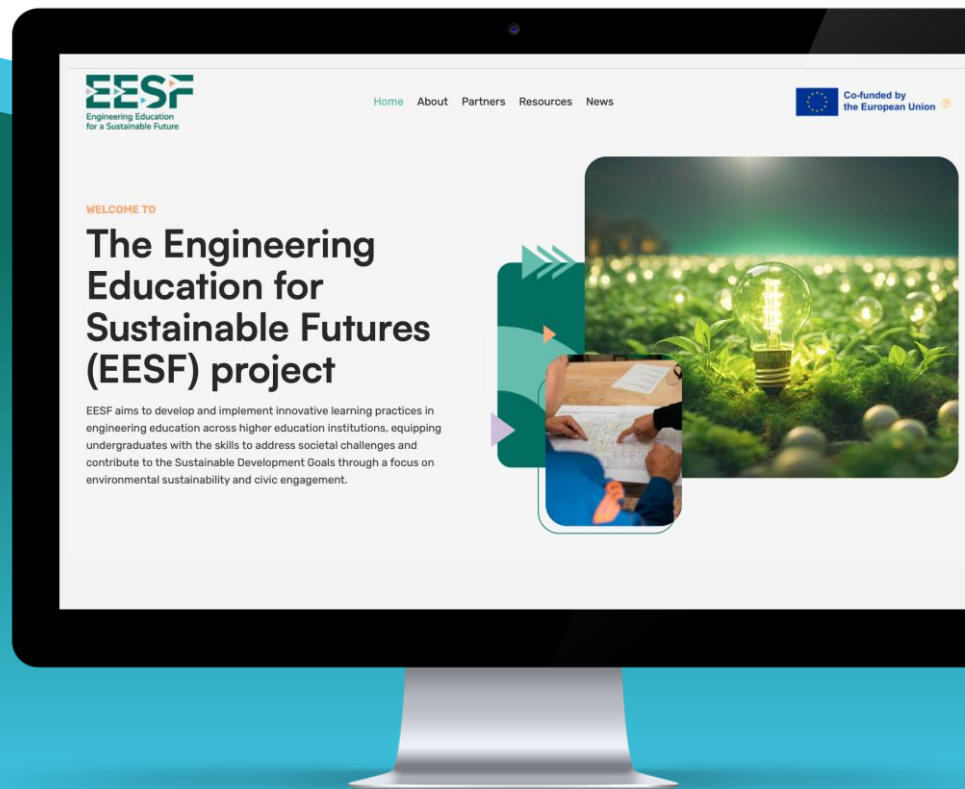 EESF
Engineering Education
for a Sustainable Future
Home About Partners Resources News
Co-funded by
the European Union
?
WELCOME TO
The Engineering
Education for
Sustainable Futures
(EESF) project
EESF aims to develop and implement innovative learning practices in
engineering education across higher education institutions, equipping
undergraduates with the skills to address societal challenges and
contribute to the Sustainable Development Goals through a focus on
environmental sustainability and civic engagement.